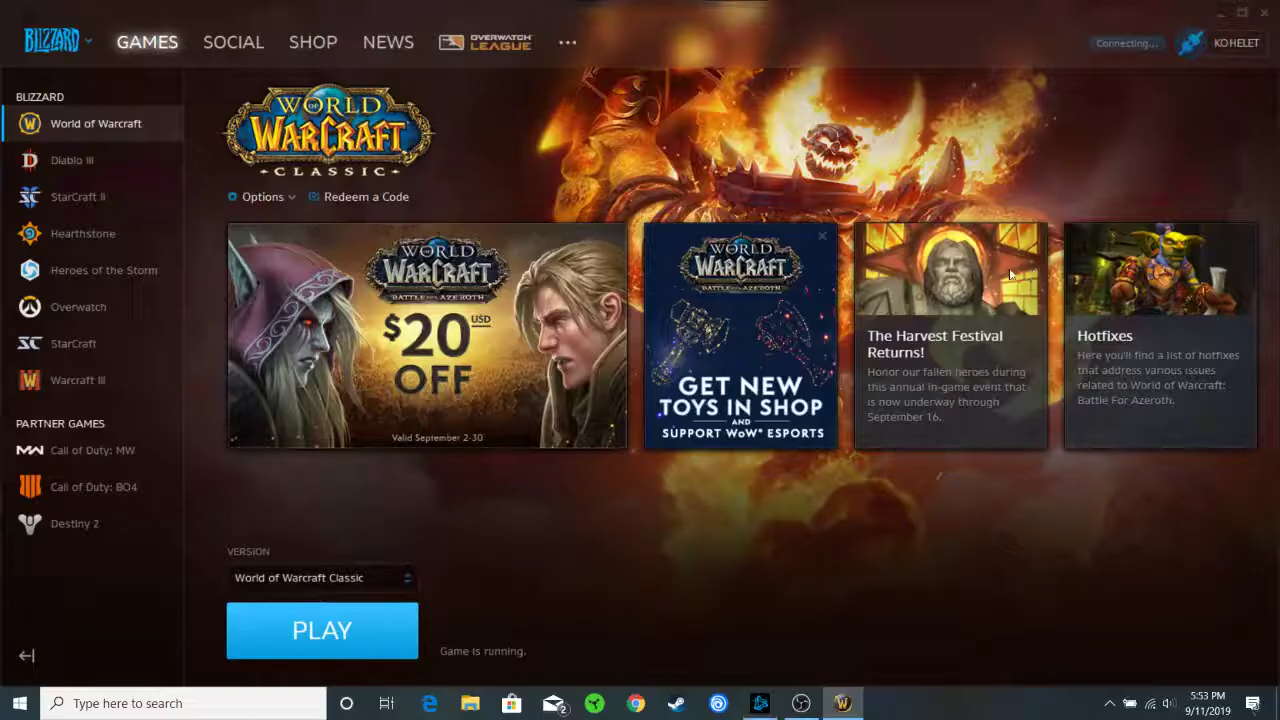 BLIZZARD
GAMES
SOCIAL
SHOP
NEWS
OVERWATCH
LEAGUE
Connecting...
KOHELET
BLIZZARD
World of Warcraft
Diablo III
StarCraft II
Hearthstone
Heroes of the Storm
Overwatch
StarCraft
Warcraft III
PARTNER GAMES
Call of Duty: MW
Call of Duty: BO4
Destiny 2
WORLD
OF
WARCRAFT
CLASSIC
Options
Redeem a Code
WORLD
OF
WARCRAFT
BATTLE FOR AZEROTH
$20 USD
OFF
Valid September 2-30
WORLD
OF
WARCRAFT
BATTLE FOR AZEROTH
GET NEW
TOYS IN SHOP
AND
SUPPORT WoW® ESPORTS
The Harvest Festival
Returns!
Honor our fallen heroes during
this annual in-game event that
is now underway through
September 16.
Hotfixes
Here you'll find a list of hotfixes
that address various issues
related to World of Warcraft:
Battle For Azeroth.
VERSION
World of Warcraft Classic
PLAY
Game is running.
Type here to search
2
5:53 PM
9/11/2019